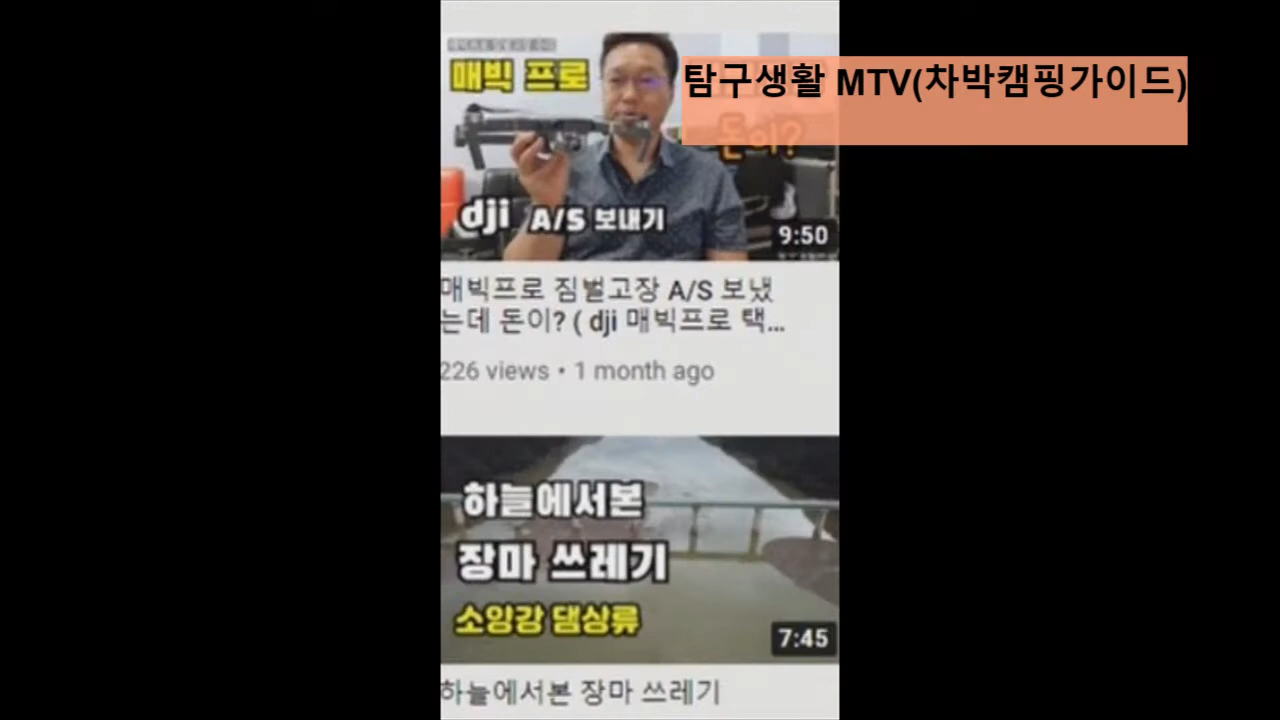 매빅 프로
탐구생활 MTV(차박캠핑가이드)
돈이?
dji A/S 보내기
9:50
매빅프로 짐벌고장 A/S 보냈
는데 돈이? ( dji 매빅프로 택...
226 views • 1 month ago
하늘에서본
장마 쓰레기
소양강 댐상류
7:45
하늘에서본 장마 쓰레기